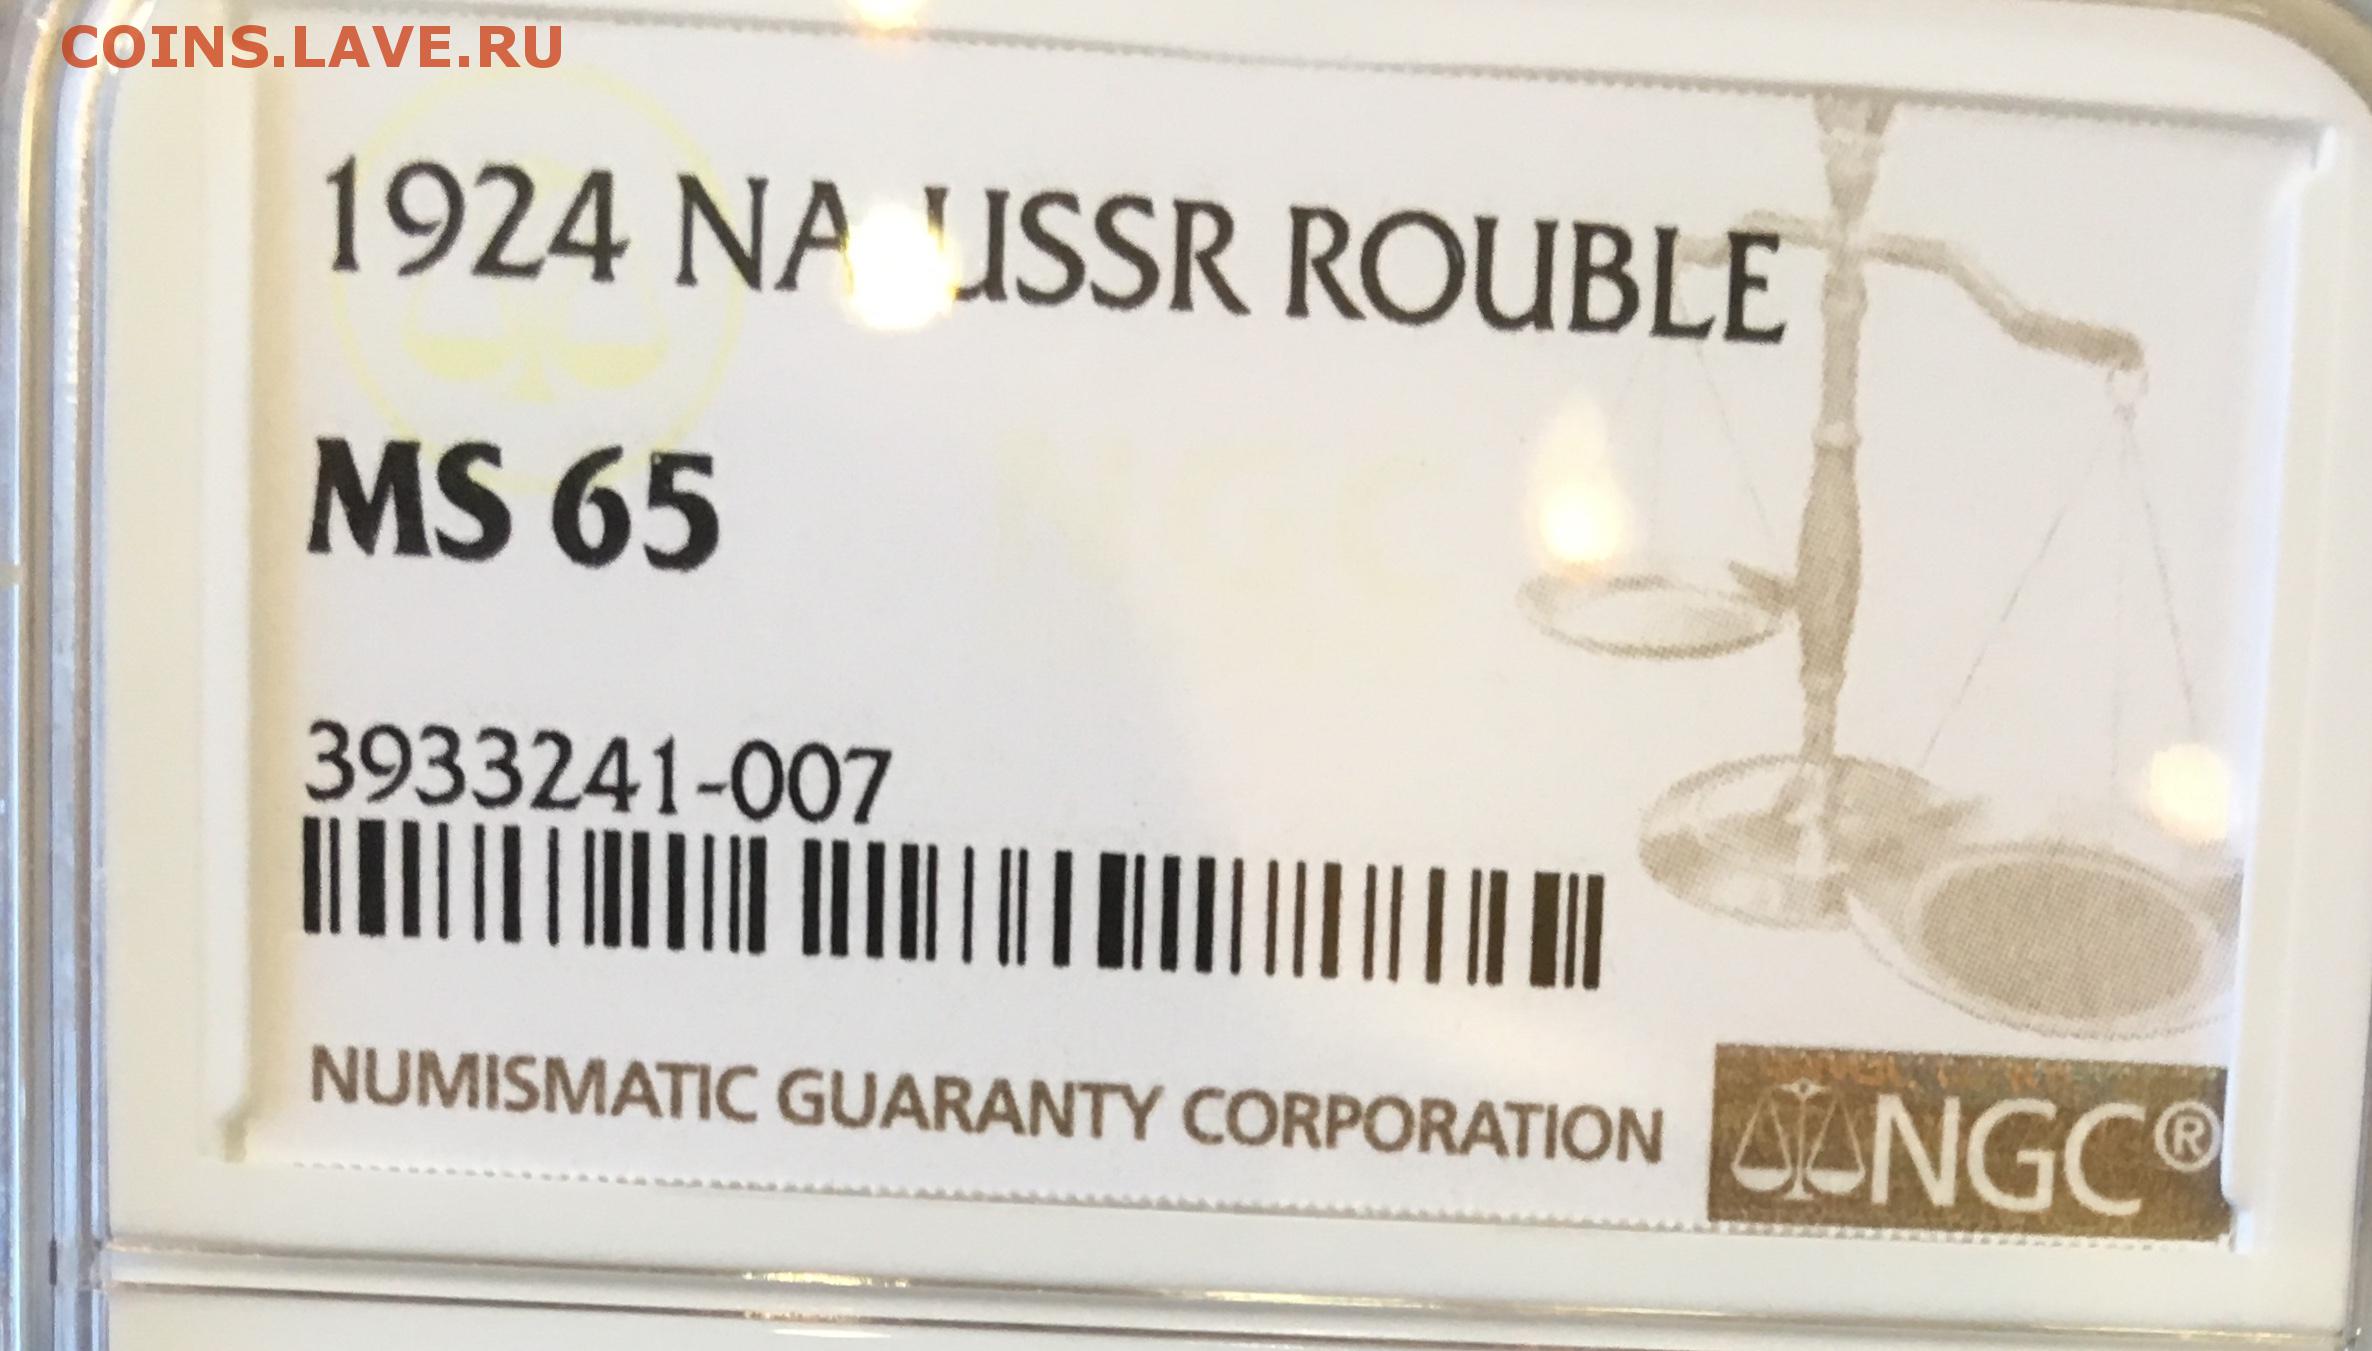 COINS.LAVE.RU
1924 NA USSR ROUBLE
MS 65
3933241-007
NUMISMATIC GUARANTY CORPORATION
NGC®